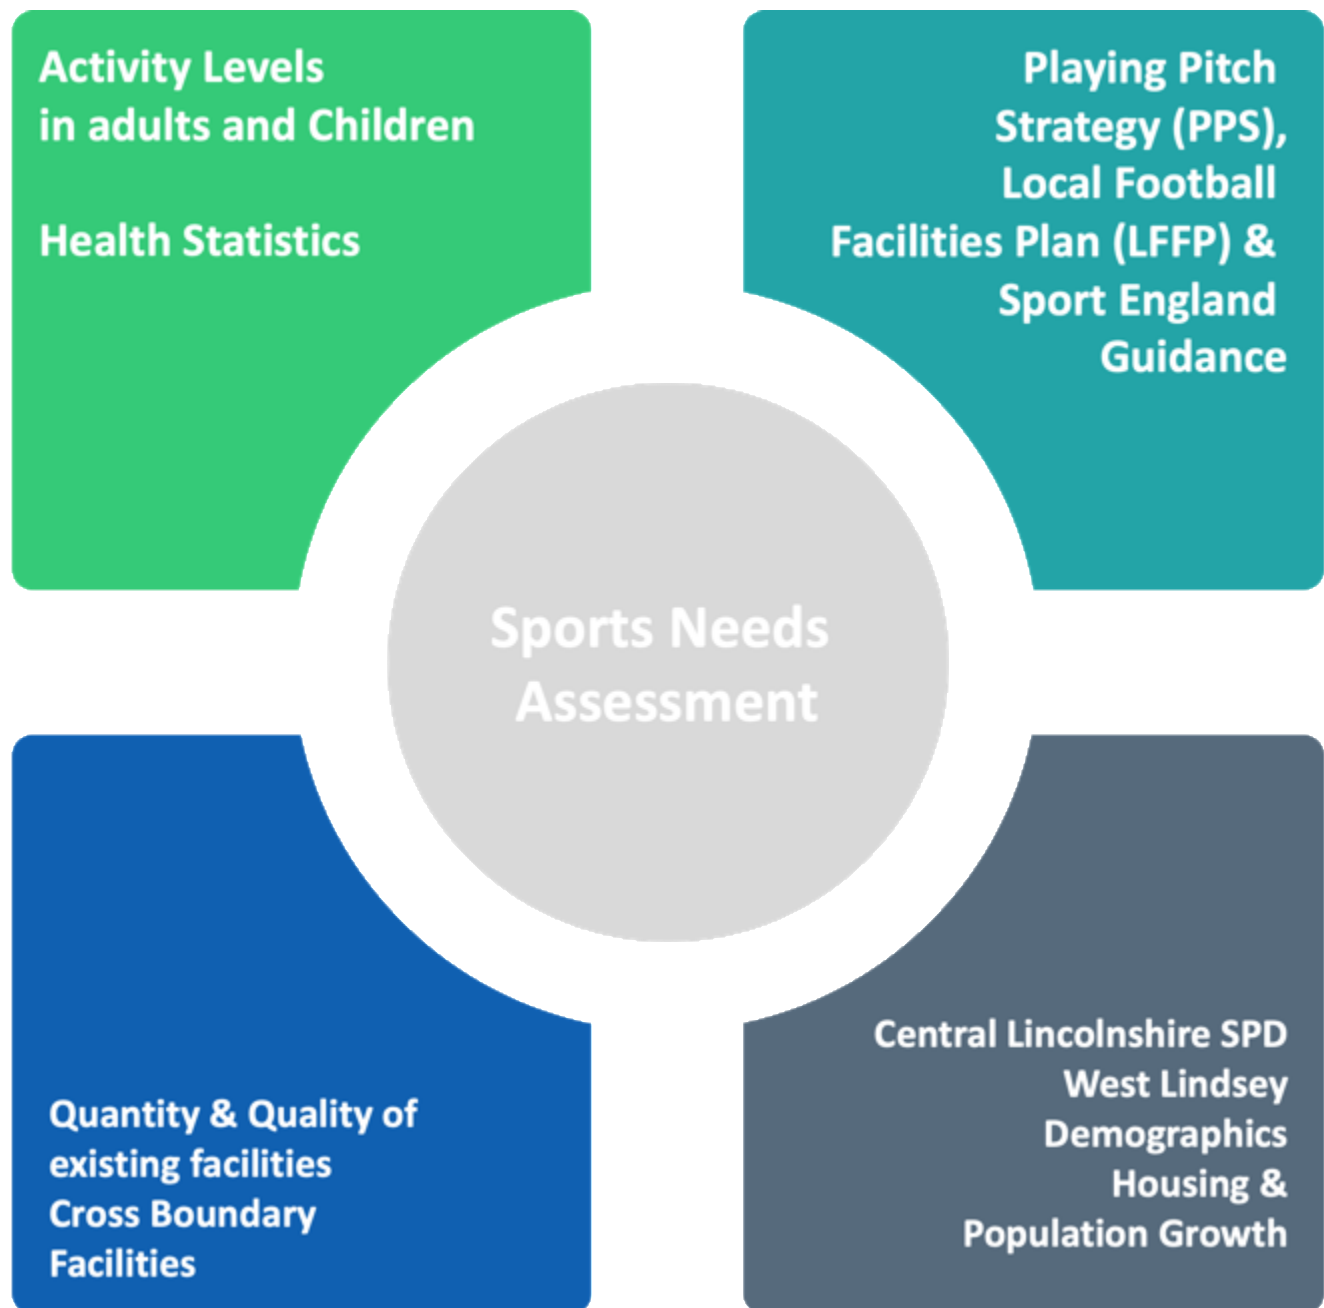 Activity Levels
in adults and Children
Health Statistics
Playing Pitch
Strategy (PPS),
Local Football
Facilities Plan (LFFP) &
Sport England
Guidance
Sports Needs
Assessment
Quantity & Quality of
existing facilities
Cross Boundary
Facilities
Central Lincolnshire SPD
West Lindsey
Demographics
Housing &
Population Growth